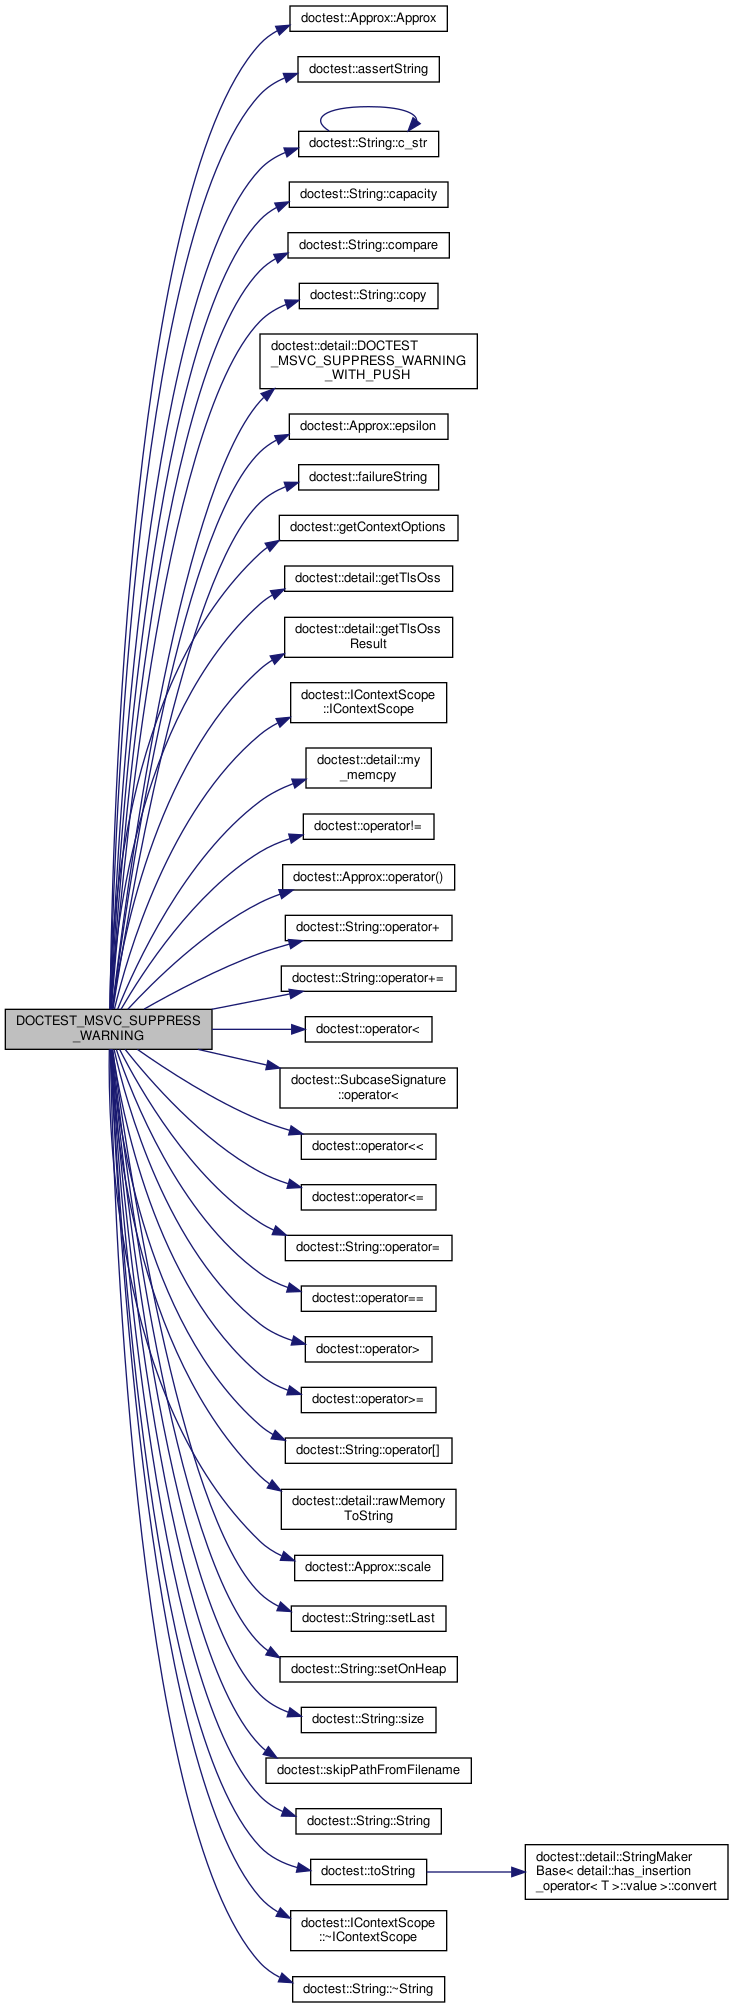 doctest::Approx::Approx
doctest::assertString
doctest::String::c_str
doctest::String::capacity
doctest::String::compare
doctest::String::copy
doctest::detail::DOCTEST
_MSVC_SUPPRESS_WARNING
_WITH_PUSH
doctest::Approx::epsilon
doctest::failureString
doctest::getContextOptions
doctest::detail::getTlsOss
doctest::detail::getTlsOss
Result
doctest::IContextScope
::IContextScope
doctest::detail::my
_memcpy
doctest::operator!=
doctest::Approx::operator()
doctest::String::operator+
doctest::String::operator+=
DOCTEST_MSVC_SUPPRESS
_WARNING
doctest::operator<
doctest::SubcaseSignature
::operator<
doctest::operator<<
doctest::operator<=
doctest::String::operator=
doctest::operator==
doctest::operator>
doctest::operator>=
doctest::String::operator[]
doctest::detail::rawMemory
ToString
doctest::Approx::scale
doctest::String::setLast
doctest::String::setOnHeap
doctest::String::size
doctest::skipPathFromFilename
doctest::String::String
doctest::toString
doctest::detail::StringMaker
Base< detail::has_insertion
_operator< T >::value >::convert
doctest::IContextScope
::~IContextScope
doctest::String::~String